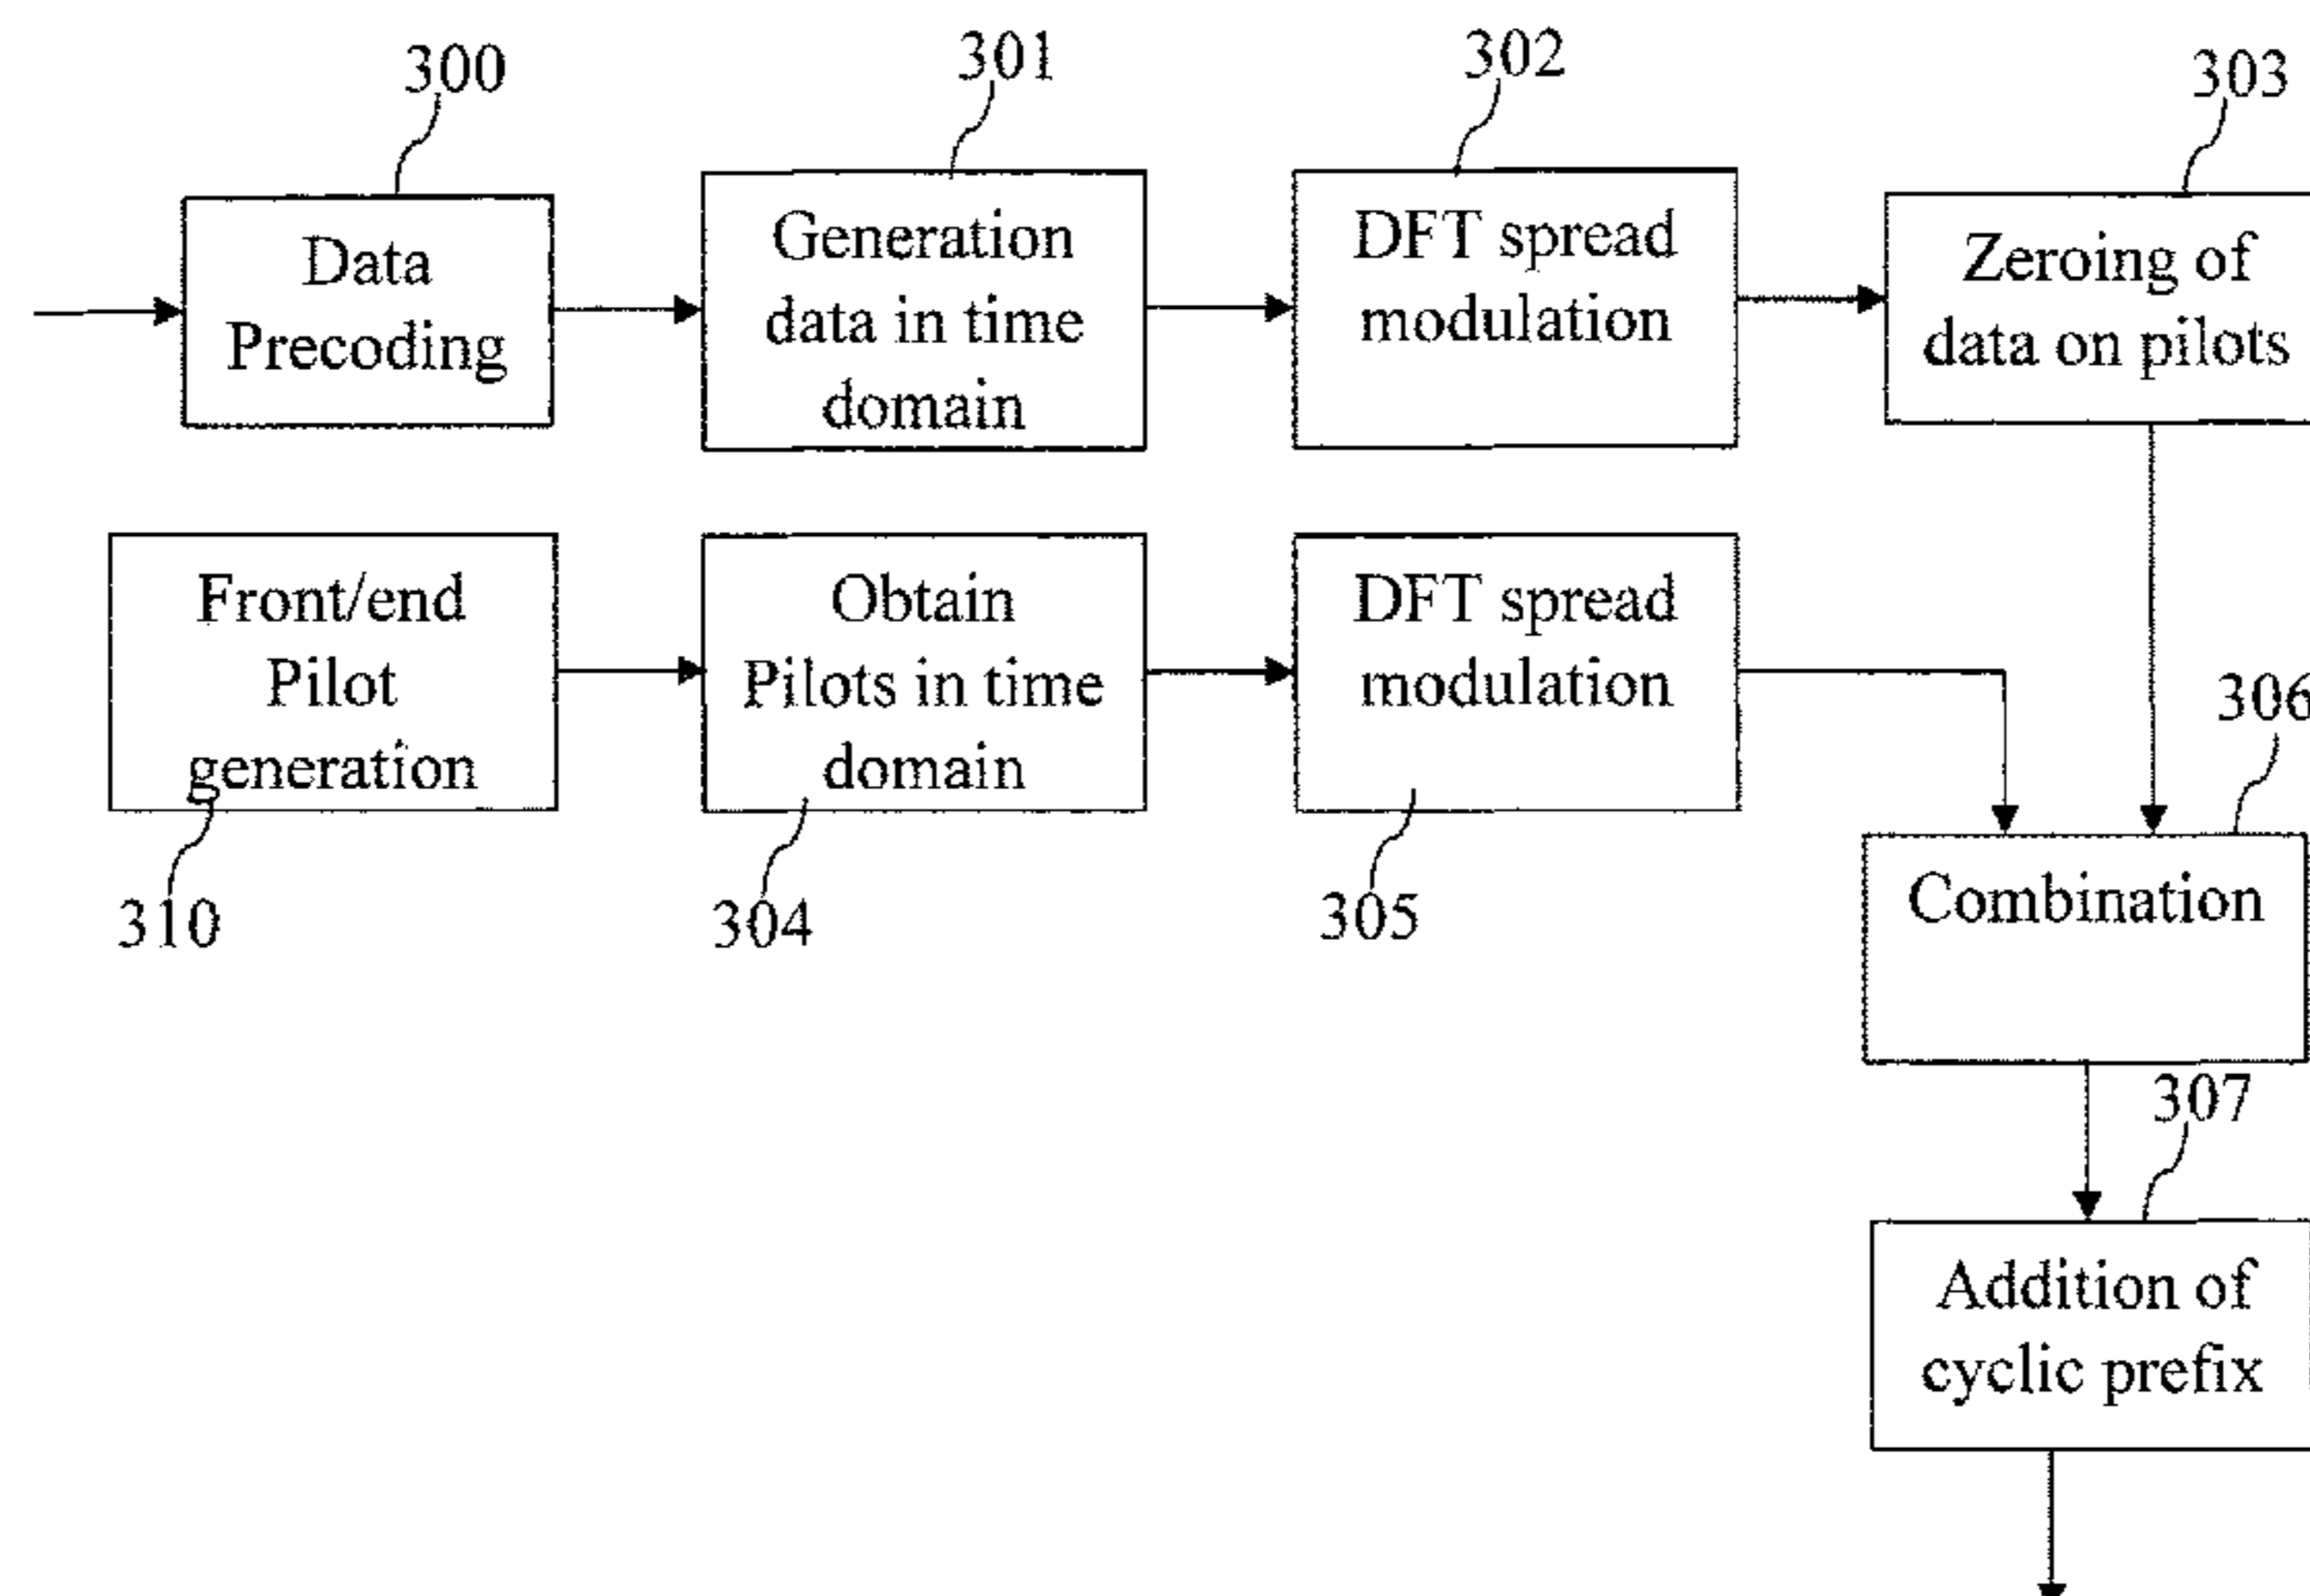 300
301
302
303
Data
Precoding
Generation
data in time
domain
DFT spread
modulation
Zeroing of
data on pilots
Front/end
Pilot
generation
Obtain
Pilots in time
domain
DFT spread
modulation
306
310
304
305
Combination
307
Addition of
cyclic prefix